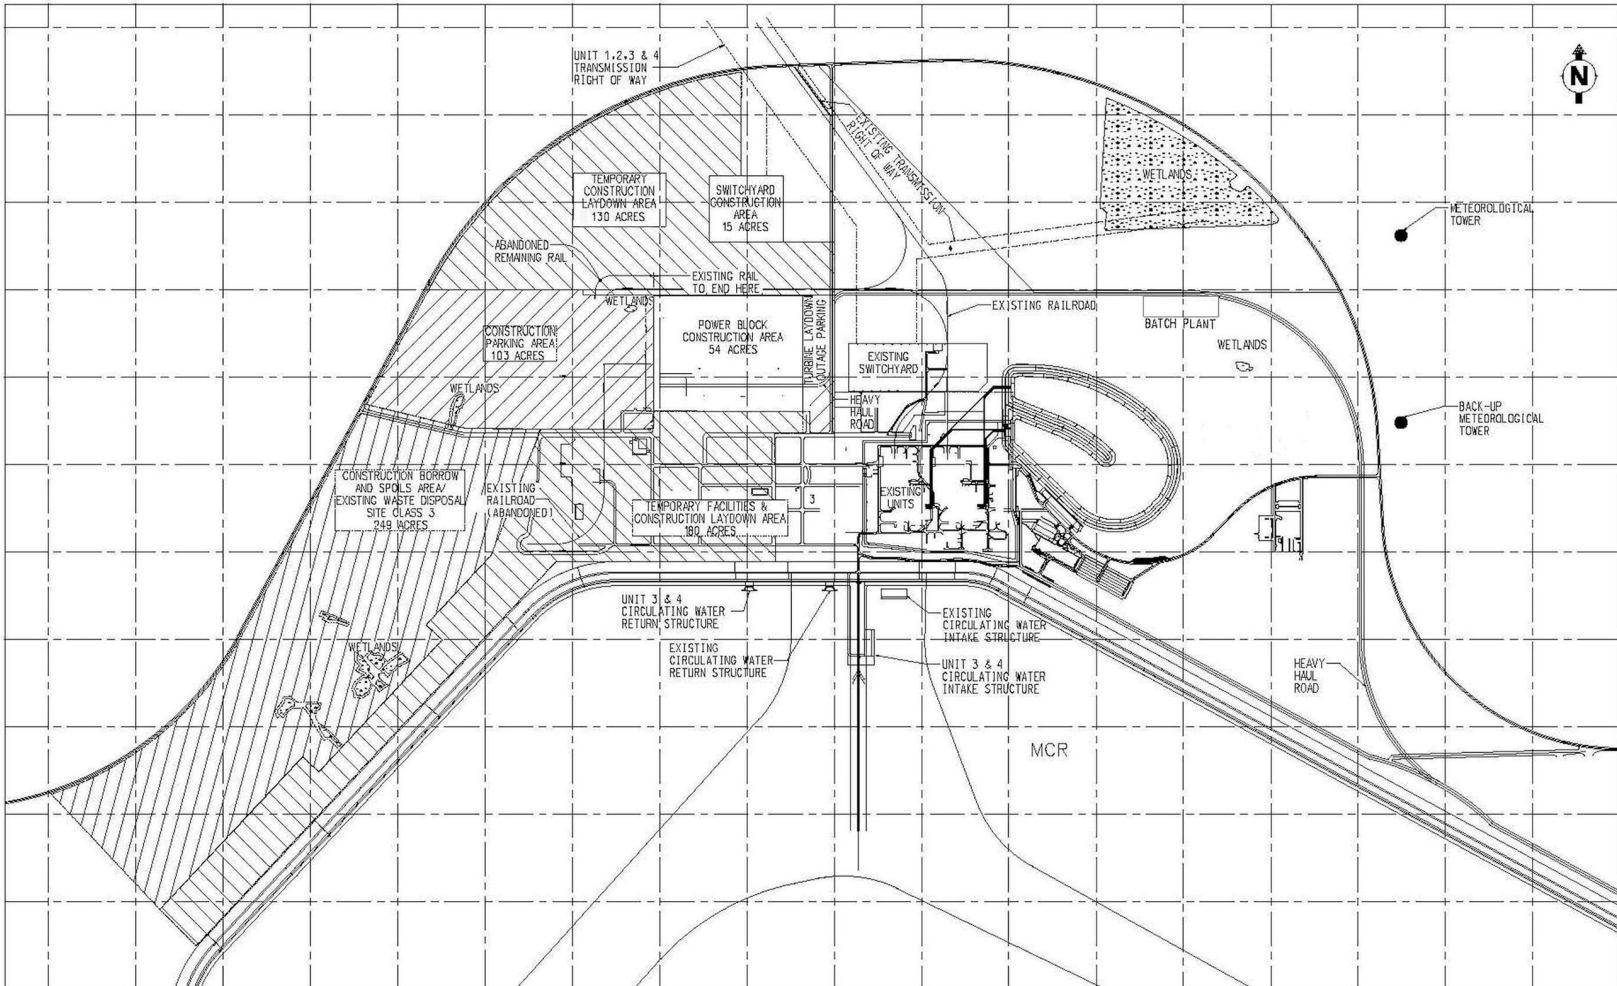 UNIT 1,2,3 & 4
TRANSMISSION
RIGHT OF WAY
N
EXISTING TRANSMISSION
RIGHT OF WAY
WETLANDS
TEMPORARY
CONSTRUCTION
LAYDOWN AREA
130 ACRES
SWITCHYARD
CONSTRUCTION
AREA
15 ACRES
METEOROLOGICAL
TOWER
ABANDONED
REMAINING RAIL
EXISTING RAIL
TO END HERE
WETLANDS
EXISTING RAILROAD
BATCH PLANT
CONSTRUCTION
PARKING AREA
103 ACRES
POWER BLOCK
CONSTRUCTION AREA
54 ACRES
TURBINE LAYDOWN
OUTAGE PARKING
EXISTING
SWITCHYARD
WETLANDS
WETLANDS
HEAVY
HAUL
ROAD
BACK-UP
METEOROLOGICAL
TOWER
CONSTRUCTION BORROW
AND SPOILS AREA/
EXISTING WASTE DISPOSAL
SITE CLASS 3
249 ACRES
EXISTING
RAILROAD
(ABANDONED)
TEMPORARY FACILITIES &
CONSTRUCTION LAYDOWN AREA
180 ACRES
3
EXISTING
UNITS
UNIT 3 & 4
CIRCULATING WATER
RETURN STRUCTURE
EXISTING
CIRCULATING WATER
INTAKE STRUCTURE
WETLANDS
EXISTING
CIRCULATING WATER
RETURN STRUCTURE
UNIT 3 & 4
CIRCULATING WATER
INTAKE STRUCTURE
HEAVY
HAUL
ROAD
MCR